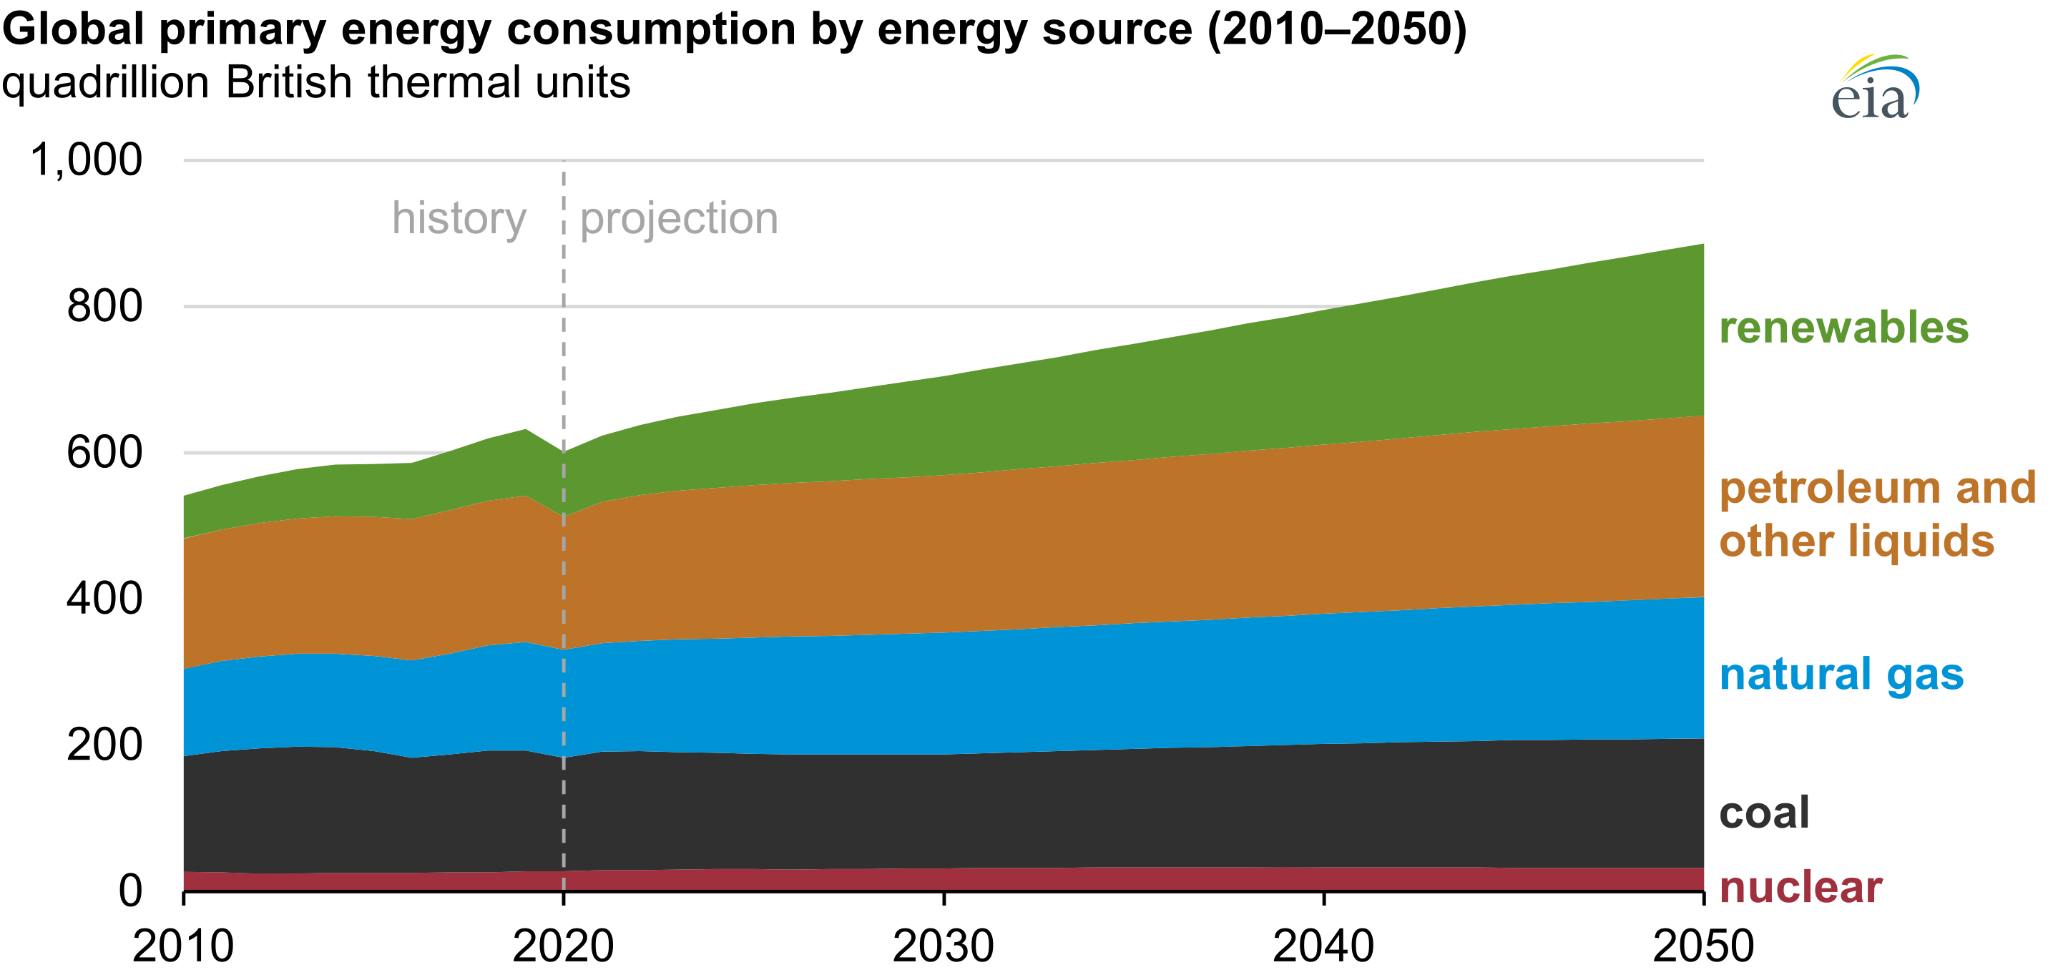 Global primary energy consumption by energy source (2010–2050)
quadrillion British thermal units
eia
1,000
history
projection
800
renewables
600
petroleum and
other liquids
400
natural gas
200
coal
0
nuclear
2010
2020
2030
2040
2050